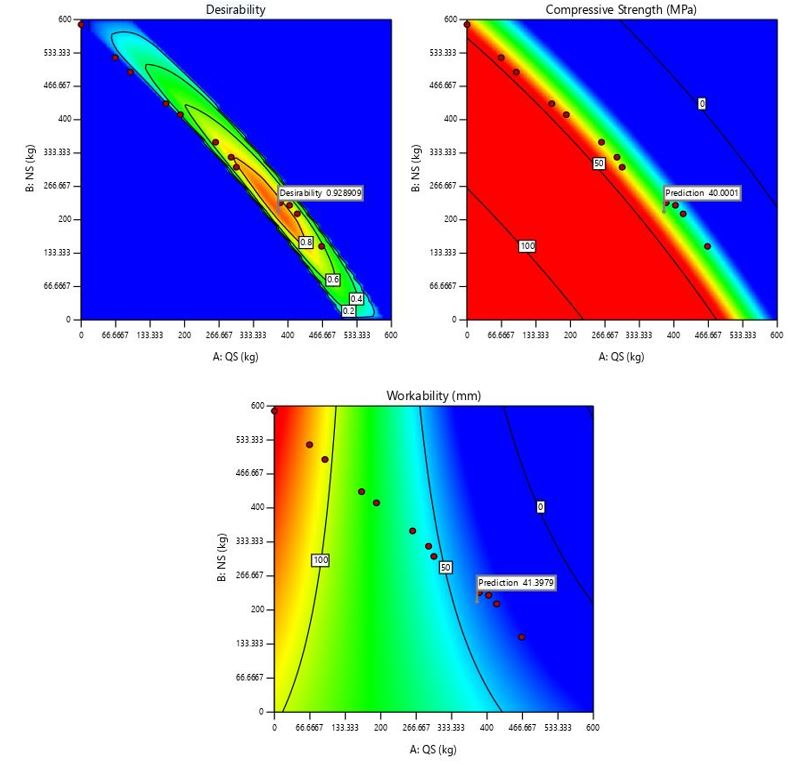 Desirability
600
533.333
466.667
400
333.333
266.667
200
133.333
66.6667
0
B: NS (kg)
Desirability 0.928909
0.8
0.6
0.4
0.2
0 66.6667 133.333 200 266.667 333.333 400 466.667 533.333 600
A: QS (kg)
Compressive Strength (MPa)
600
533.333
466.667
400
333.333
266.667
200
133.333
66.6667
0
B: NS (kg)
0
50
Prediction 40.0001
100
0 66.6667 133.333 200 266.667 333.333 400 466.667 533.333 600
A: QS (kg)
Workability (mm)
600
533.333
466.667
400
333.333
266.667
200
133.333
66.6667
0
B: NS (kg)
0
100
50
Prediction 41.3979
0 66.6667 133.333 200 266.667 333.333 400 466.667 533.333 600
A: QS (kg)